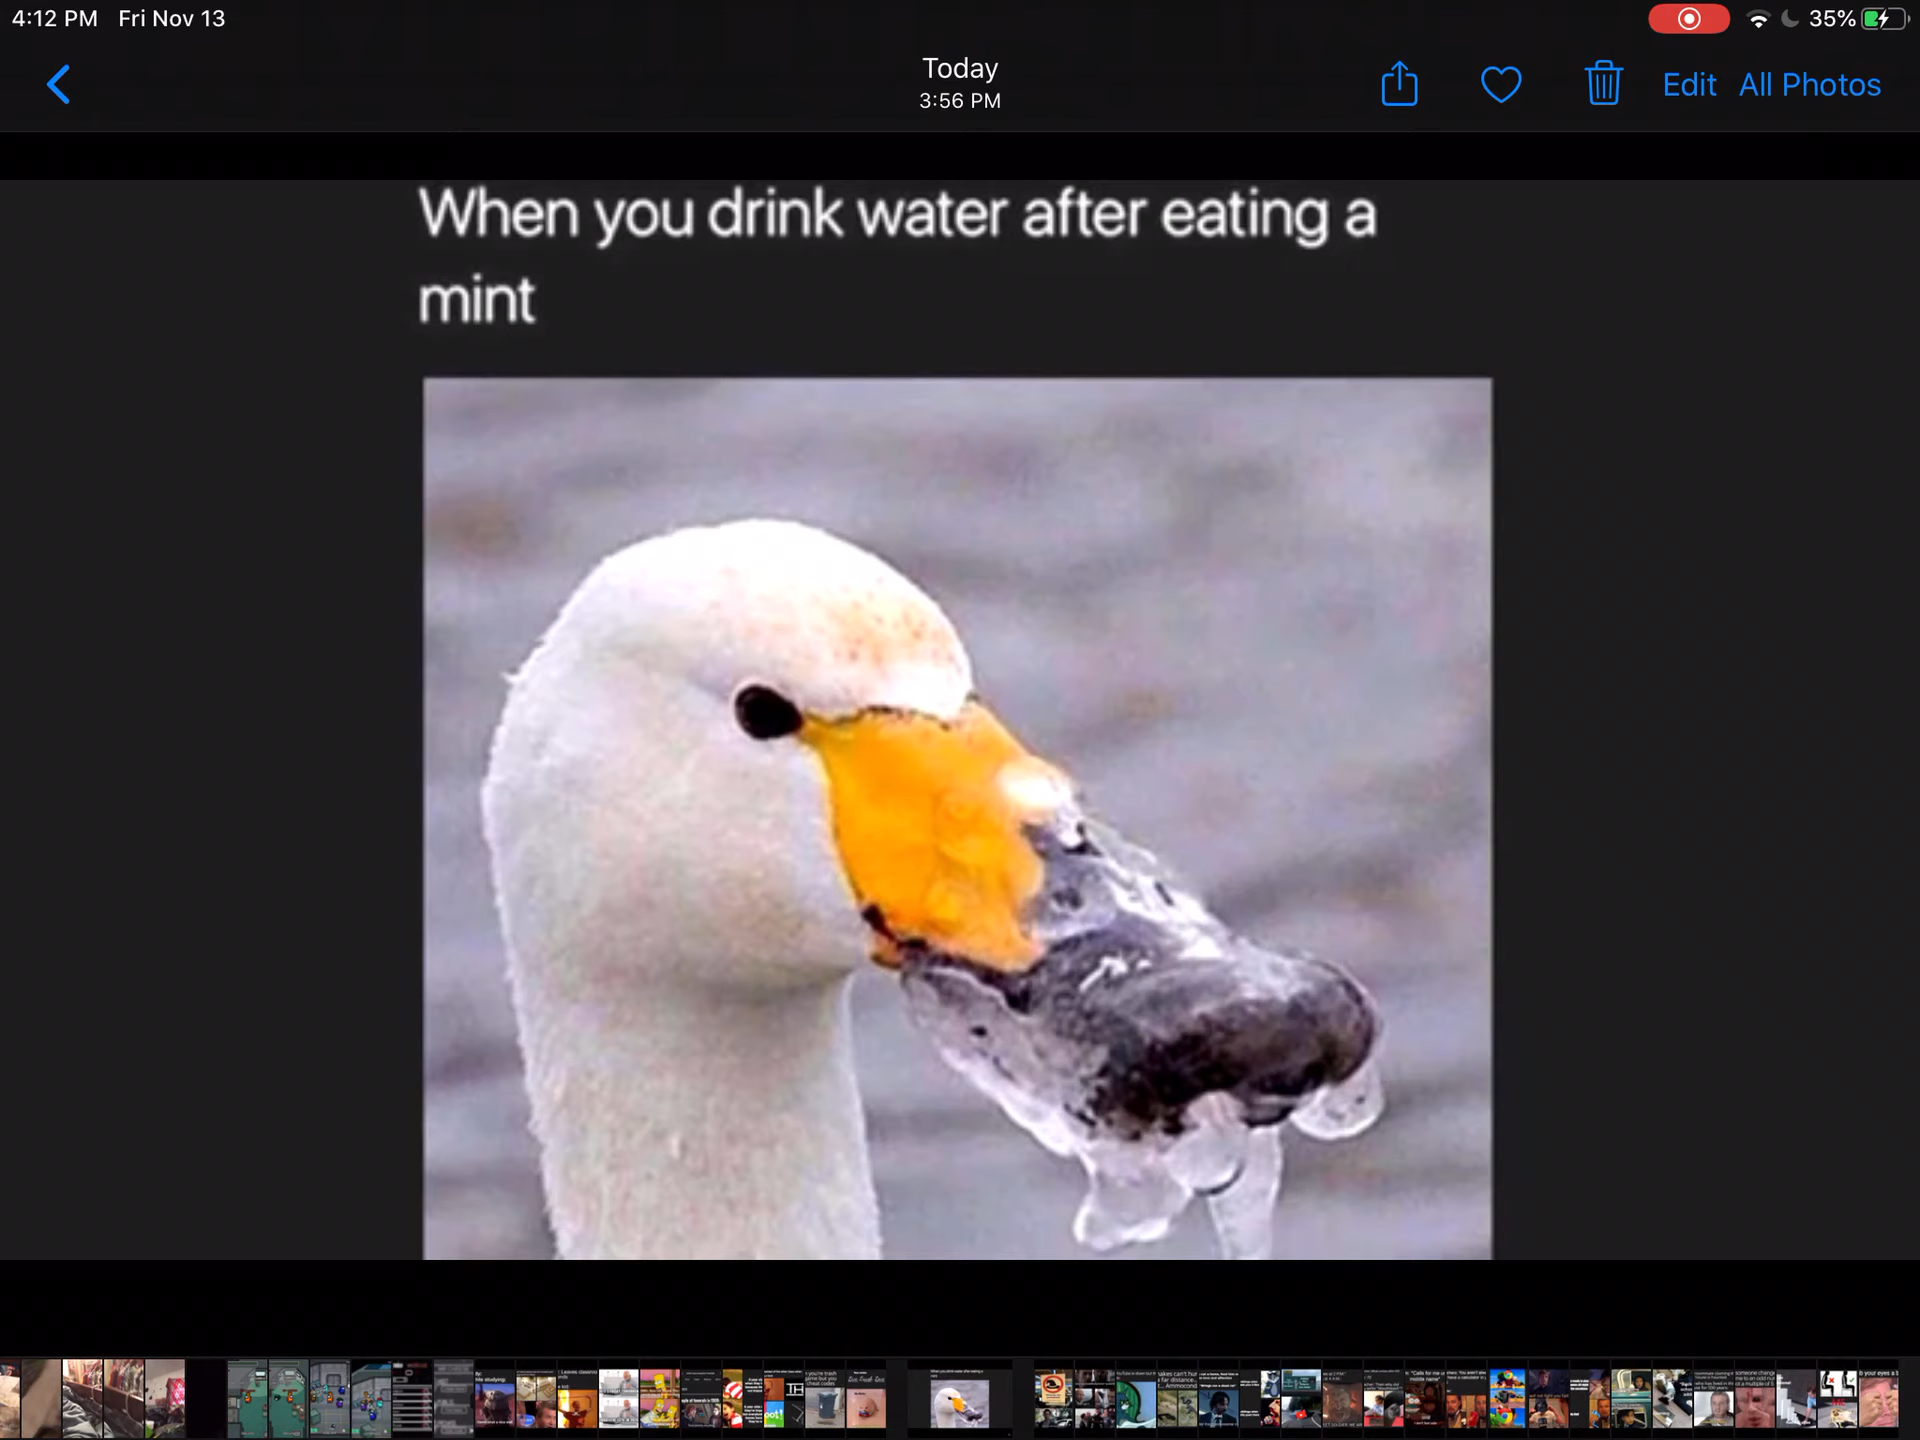 4:12 PM Fri Nov 13
35%
Today
3:56 PM
Edit All Photos
When you drink water after eating a
mint